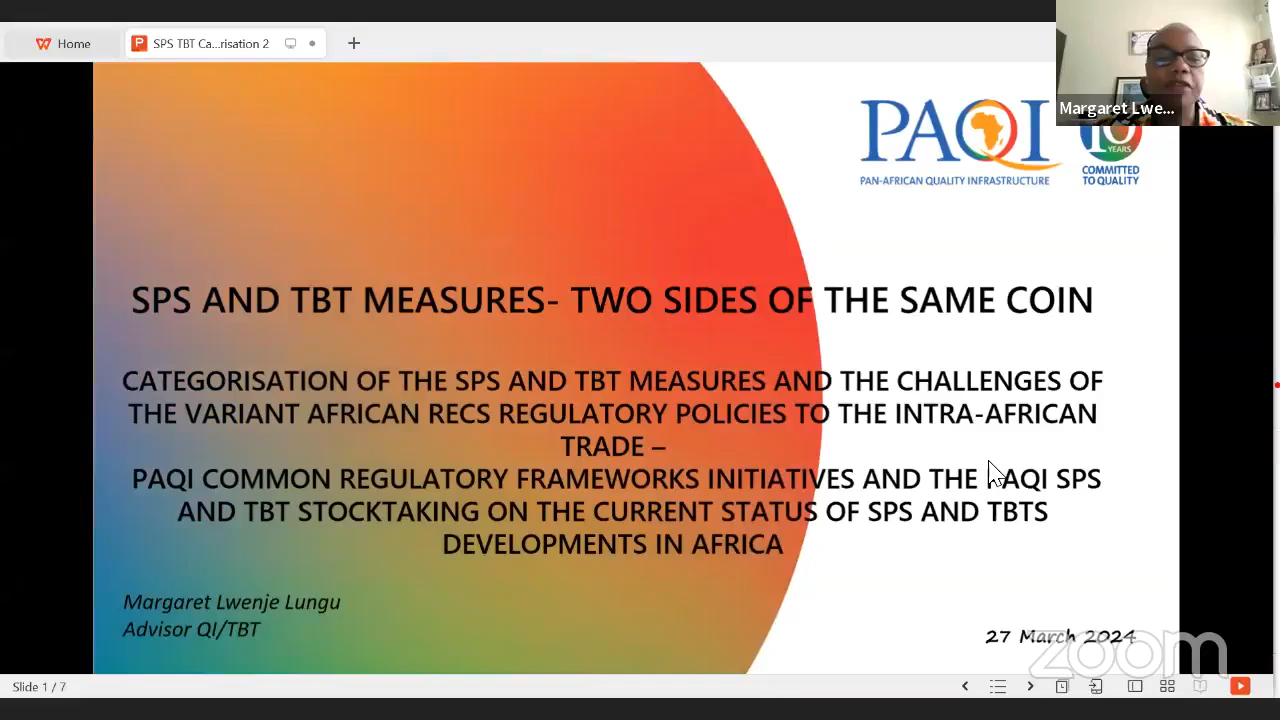 Home
SPS TBT Ca...risation 2
Margaret Lwe...
PAQI
PAN-AFRICAN QUALITY INFRASTRUCTURE
10
YEARS
COMMITTED
TO QUALITY
SPS AND TBT MEASURES- TWO SIDES OF THE SAME COIN
CATEGORISATION OF THE SPS AND TBT MEASURES AND THE CHALLENGES OF
THE VARIANT AFRICAN RECS REGULATORY POLICIES TO THE INTRA-AFRICAN
TRADE –
PAQI COMMON REGULATORY FRAMEWORKS INITIATIVES AND THE PAQI SPS
AND TBT STOCKTAKING ON THE CURRENT STATUS OF SPS AND TBTS
DEVELOPMENTS IN AFRICA
Margaret Lwenje Lungu
Advisor QI/TBT
27 March 2024
zoom
Slide 1 / 7